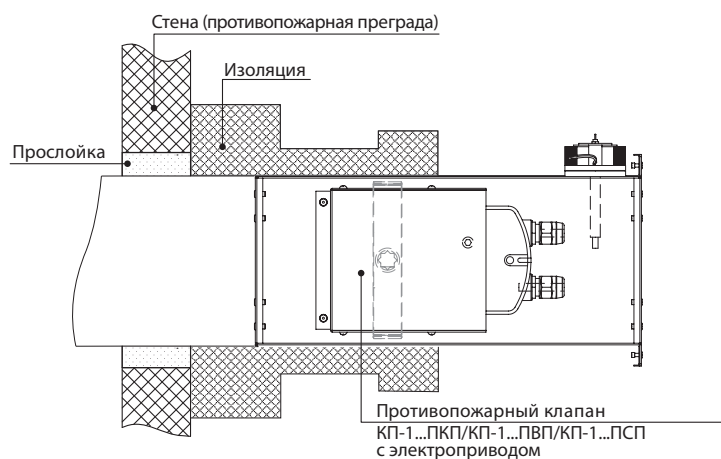 Стена (противопожарная преграда)
Изоляция
Прослойка
Противопожарный клапан
КП-1...ПКП/КП-1...ПВП/КП-1...ПСП
с электроприводом